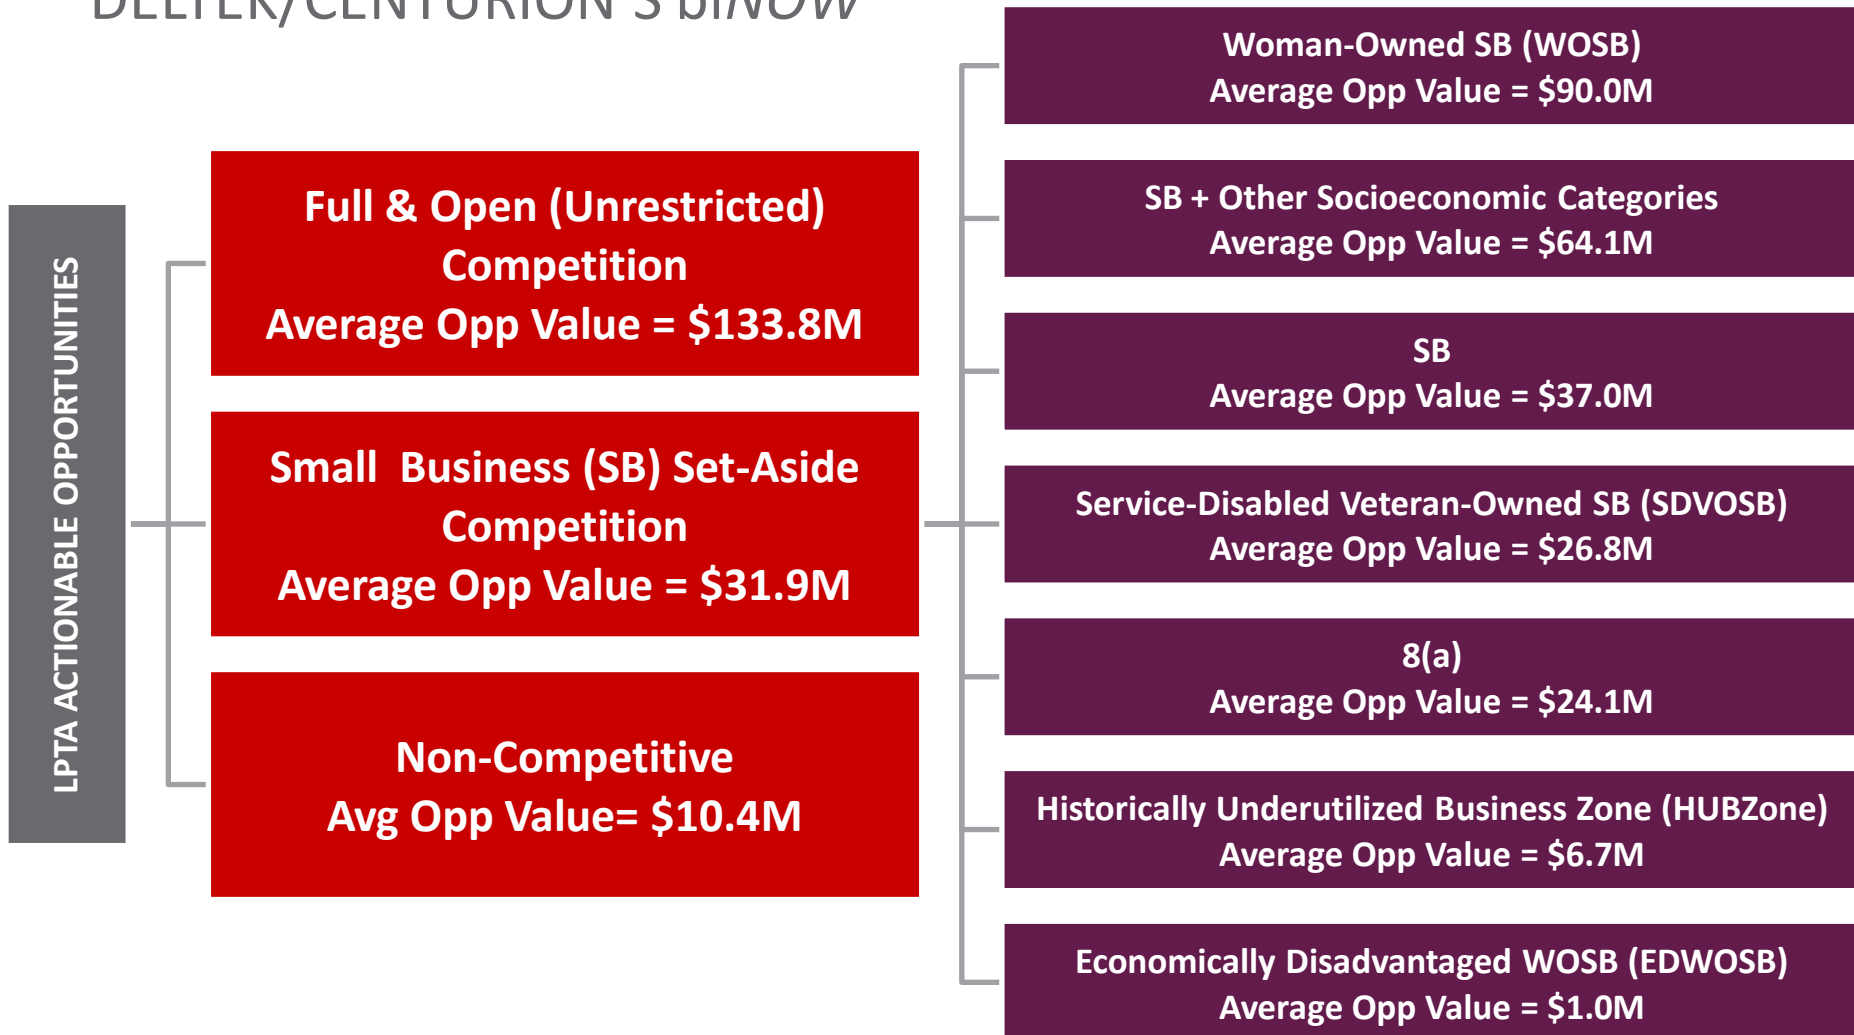 DELTEK/CENTURION'S biNOW
LPTA ACTIONABLE OPPORTUNITIES
Full & Open (Unrestricted)
Competition
Average Opp Value = $133.8M
Small  Business (SB) Set-Aside
Competition
Average Opp Value = $31.9M
Non-Competitive
Avg Opp Value= $10.4M
Woman-Owned SB (WOSB)
Average Opp Value = $90.0M
SB + Other Socioeconomic Categories
Average Opp Value = $64.1M
SB
Average Opp Value = $37.0M
Service-Disabled Veteran-Owned SB (SDVOSB)
Average Opp Value = $26.8M
8(a)
Average Opp Value = $24.1M
Historically Underutilized Business Zone (HUBZone)
Average Opp Value = $6.7M
Economically Disadvantaged WOSB (EDWOSB)
Average Opp Value = $1.0M